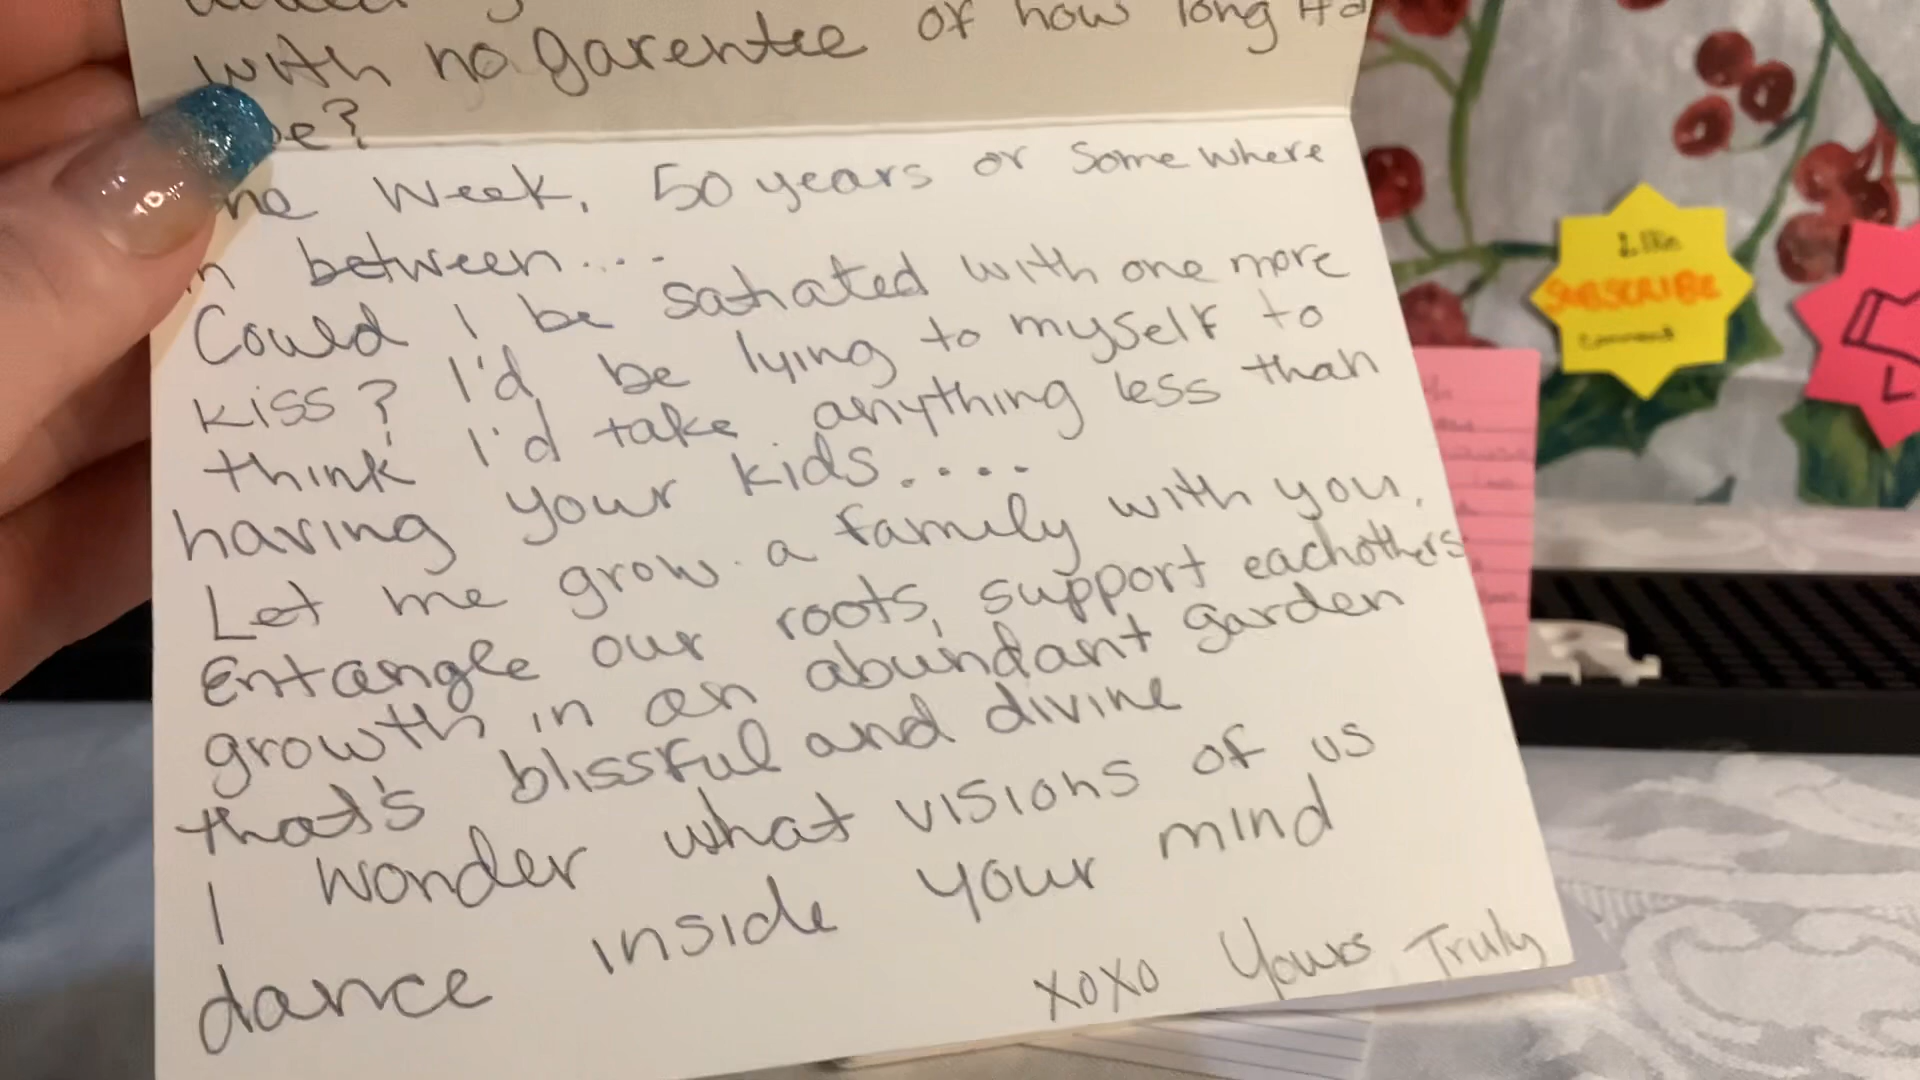 of how long
with no garentee
be?
week, 50 years or Some where
between....
Could I be satiated with one more
kiss? I'd be lying to myself to
think I'd take anything less than
having your kids....
Let me grow a family with you.
Entangle our roots, support eachothers
growth in an abundant garden
that's blissful and divine
I wonder what visions of us
dance inside your mind
xoxo Yours Truly
SUBSCRIBE
comment